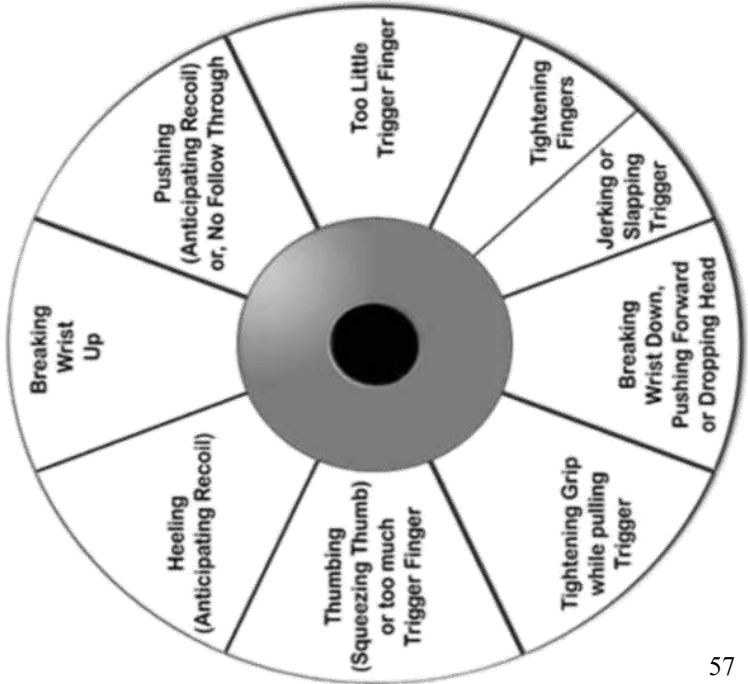 Breaking
Wrist
Up
Pushing
(Anticipating Recoil)
or, No Follow Through
Heeling
(Anticipating Recoil)
Too Little
Trigger Finger
Thumbing
(Squeezing Thumb)
or too much
Trigger Finger
Tightening
Fingers
Jerking or
Slapping
Trigger
Breaking
Wrist Down,
Pushing Forward
or Dropping Head
Tightening Grip
while pulling
Trigger
57